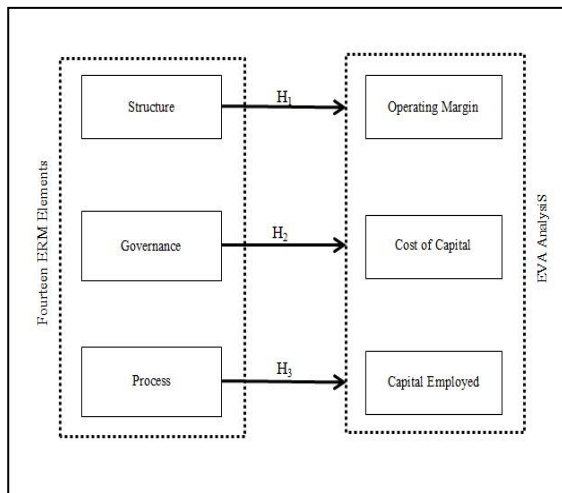 Fourteen ERM Elements
Structure
H₁
Operating Margin
Governance
H₂
Cost of Capital
Process
H₃
Capital Employed
EVA AnalysiS